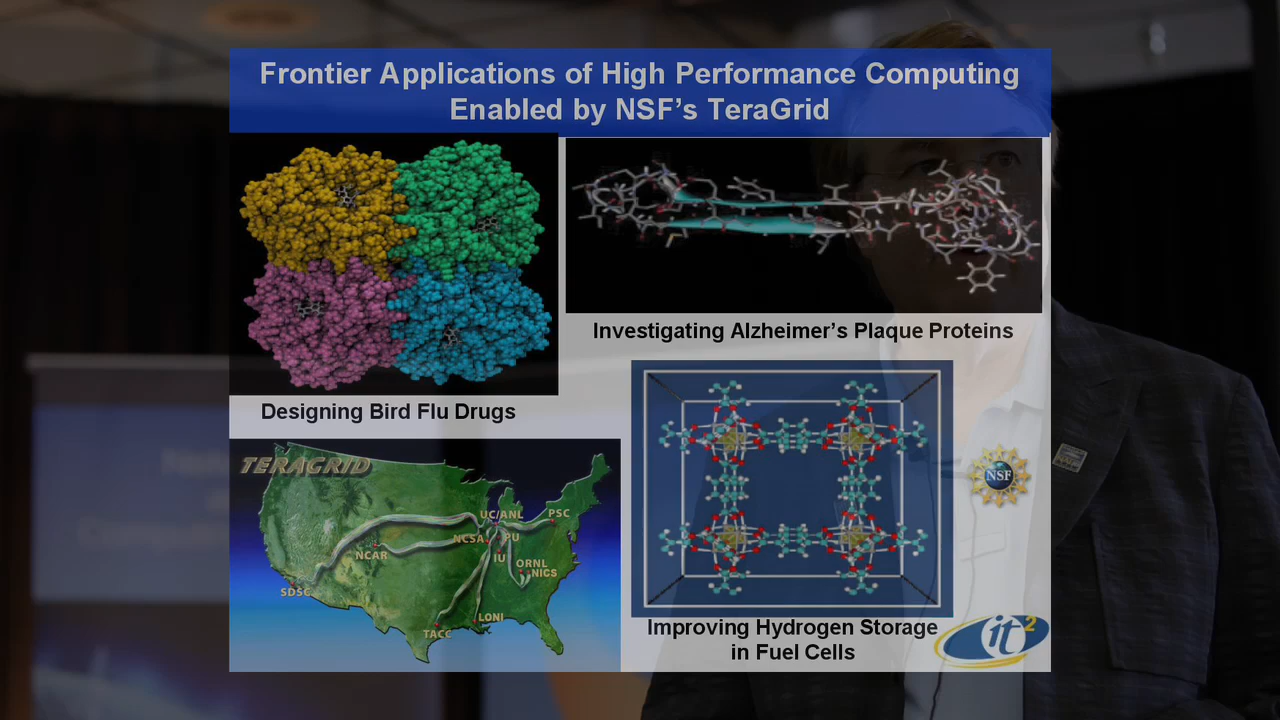 Frontier Applications of High Performance Computing
Enabled by NSF's TeraGrid
Investigating Alzheimer's Plaque Proteins
Designing Bird Flu Drugs
TERAGRID
UC/ANL
PSC
NCSA
PU
NCAR
IU
ORNL
NICS
SDSC
LONI
TACC
NSF
Improving Hydrogen Storage
in Fuel Cells
it2